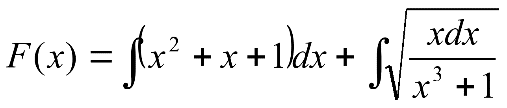 F(x) = ∫(x² + x + 1)dx + ∫√(xdx / (x³ + 1))